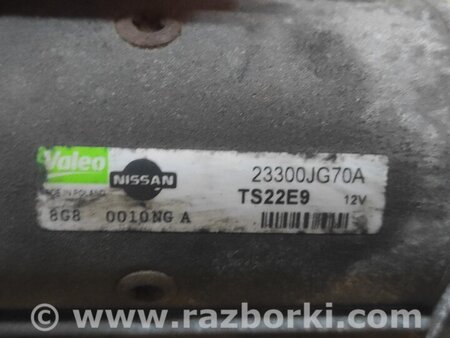 Valeo
MADE IN POLAND
NISSAN
23300JG70A
TS22E9 12V
8G8 0010NG A
© www.razborki.com